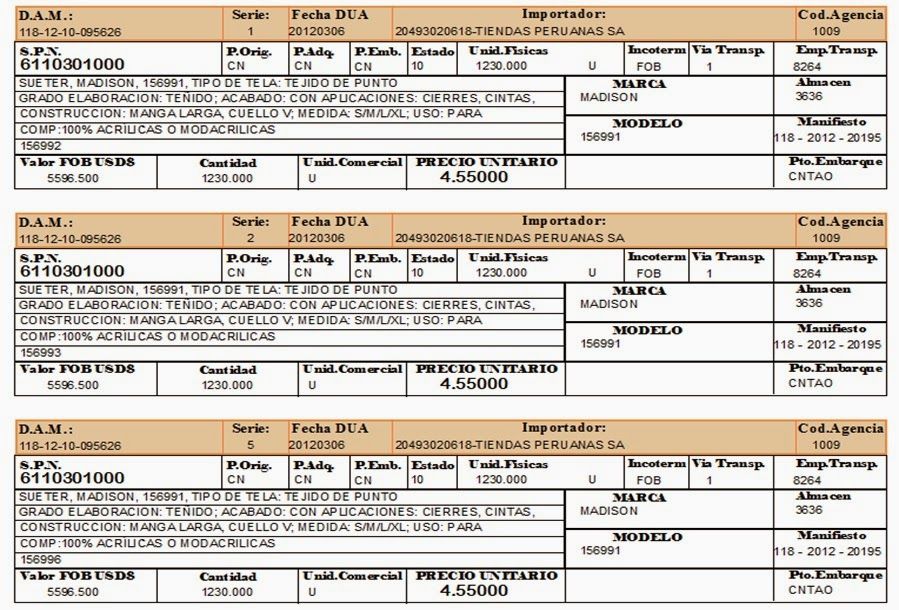 D.A.M.: Serie: Fecha DUA Importador: Cod.Agencia
118-12-10-095626 1 20120306 20493020618-TIENDAS PERUANAS SA 1009
S.P.N. P.Orig. P.Adq. P.Emb. Estado Unid.Fisicas Incoterm Via Transp. Emp.Transp.
6110301000 CN CN CN 10 1230.000 U FOB 1 8264
SUETER, MADISON, 156991, TIPO DE TELA: TEJIDO DE PUNTO MARCA Almacen
GRADO ELABORACION: TEÑIDO; ACABADO: CON APLICACIONES: CIERRES, CINTAS, MADISON 3636
CONSTRUCCION: MANGA LARGA, CUELLO V; MEDIDA: S/M/L/XL; USO: PARA MODELO Manifiesto
COMP:100% ACRILICAS O MODACRILICAS 156991 118 - 2012 - 20195
156992
Valor FOB USDS Cantidad Unid.Comercial PRECIO UNITARIO Pto.Embarque
5596.500 1230.000 U 4.55000 CNTAO
D.A.M.: Serie: Fecha DUA Importador: Cod.Agencia
118-12-10-095626 2 20120306 20493020618-TIENDAS PERUANAS SA 1009
S.P.N. P.Orig. P.Adq. P.Emb. Estado Unid.Fisicas Incoterm Via Transp. Emp.Transp.
6110301000 CN CN CN 10 1230.000 U FOB 1 8264
SUETER, MADISON, 156991, TIPO DE TELA: TEJIDO DE PUNTO MARCA Almacen
GRADO ELABORACION: TEÑIDO; ACABADO: CON APLICACIONES: CIERRES, CINTAS, MADISON 3636
CONSTRUCCION: MANGA LARGA, CUELLO V; MEDIDA: S/M/L/XL; USO: PARA MODELO Manifiesto
COMP:100% ACRILICAS O MODACRILICAS 156991 118 - 2012 - 20195
156993
Valor FOB USDS Cantidad Unid.Comercial PRECIO UNITARIO Pto.Embarque
5596.500 1230.000 U 4.55000 CNTAO
D.A.M.: Serie: Fecha DUA Importador: Cod.Agencia
118-12-10-095626 5 20120306 20493020618-TIENDAS PERUANAS SA 1009
S.P.N. P.Orig. P.Adq. P.Emb. Estado Unid.Fisicas Incoterm Via Transp. Emp.Transp.
6110301000 CN CN CN 10 1230.000 U FOB 1 8264
SUETER, MADISON, 156991, TIPO DE TELA: TEJIDO DE PUNTO MARCA Almacen
GRADO ELABORACION: TEÑIDO; ACABADO: CON APLICACIONES: CIERRES, CINTAS, MADISON 3636
CONSTRUCCION: MANGA LARGA, CUELLO V; MEDIDA: S/M/L/XL; USO: PARA MODELO Manifiesto
COMP:100% ACRILICAS O MODACRILICAS 156991 118 - 2012 - 20195
156996
Valor FOB USDS Cantidad Unid.Comercial PRECIO UNITARIO Pto.Embarque
5596.500 1230.000 U 4.55000 CNTAO